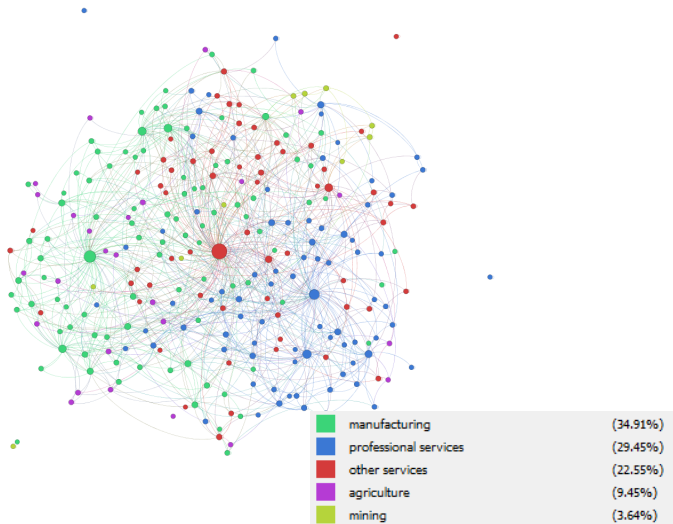 manufacturing (34.91%)
professional services (29.45%)
other services (22.55%)
agriculture (9.45%)
mining (3.64%)